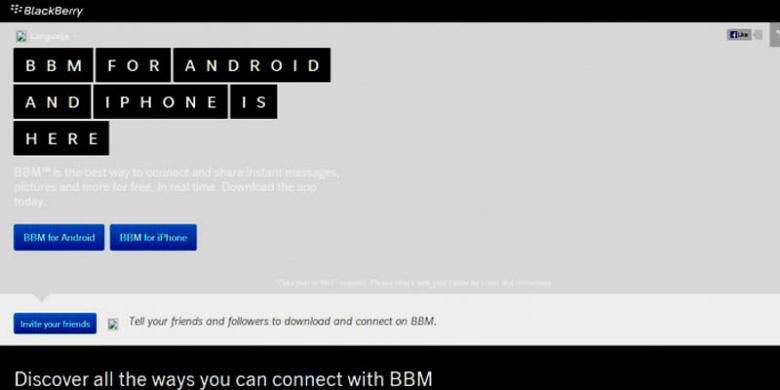 BlackBerry
Language
Like
BBM FOR ANDROID
AND IPHONE IS
HERE
BBM™ is the best way to connect and share instant messages,
pictures and more for free, in real time. Download the app
today.
BBM for Android BBM for iPhone
*Data plan or Wi-Fi required. Please check with your carrier for costs and restrictions.
Invite your friends Tell your friends and followers to download and connect on BBM.
Discover all the ways you can connect with BBM